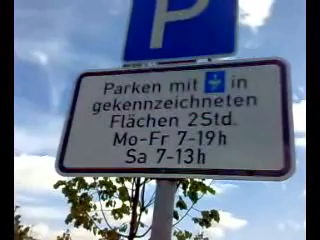 P
Parken mit in
gekennzeichneten
Flächen 2Std.
Mo-Fr 7-19h
Sa 7-13h